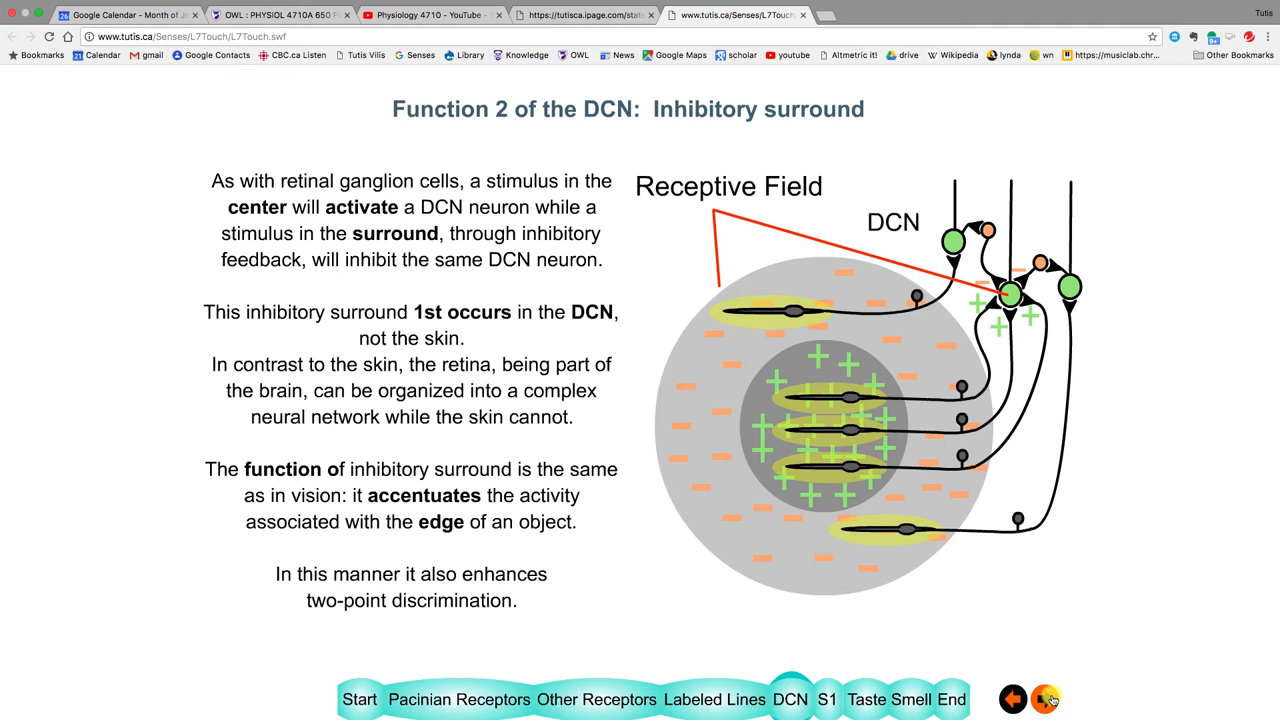 Google Calendar - Month of J
OWL : PHYSIOL 4710A 650 F
Physiology 4710 - YouTube
https://tutisca.ipage.com/stat
www.tutis.ca/Senses/L7Touch/
Tutis
www.tutis.ca/Senses/L7Touch/L7Touch.swf
Bookmarks Calendar gmail Google Contacts CBC.ca Listen Tutis Vilis Senses Library Knowledge OWL News Google Maps scholar youtube Altmetric it! drive Wikipedia lynda wn https://musiclab.chr... Other Bookmarks
Function 2 of the DCN: Inhibitory surround
As with retinal ganglion cells, a stimulus in the
center will activate a DCN neuron while a
stimulus in the surround, through inhibitory
feedback, will inhibit the same DCN neuron.
This inhibitory surround 1st occurs in the DCN,
not the skin.
In contrast to the skin, the retina, being part of
the brain, can be organized into a complex
neural network while the skin cannot.
The function of inhibitory surround is the same
as in vision: it accentuates the activity
associated with the edge of an object.
In this manner it also enhances
two-point discrimination.
Receptive Field
DCN
Start Pacinian Receptors Other Receptors Labeled Lines DCN S1 Taste Smell End